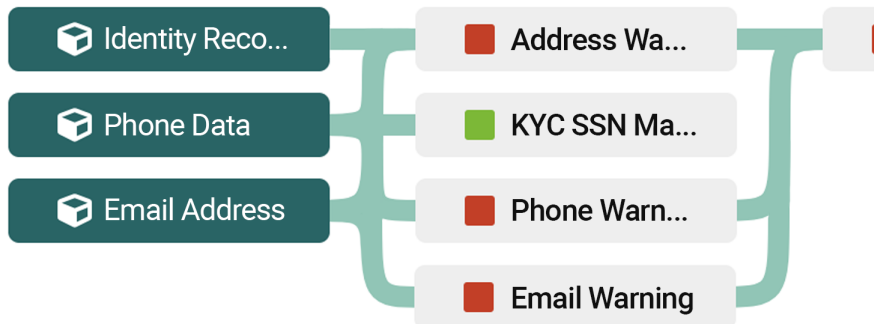 Identity Reco...
Address Wa...
Phone Data
KYC SSN Ma...
Email Address
Phone Warn...
Email Warning